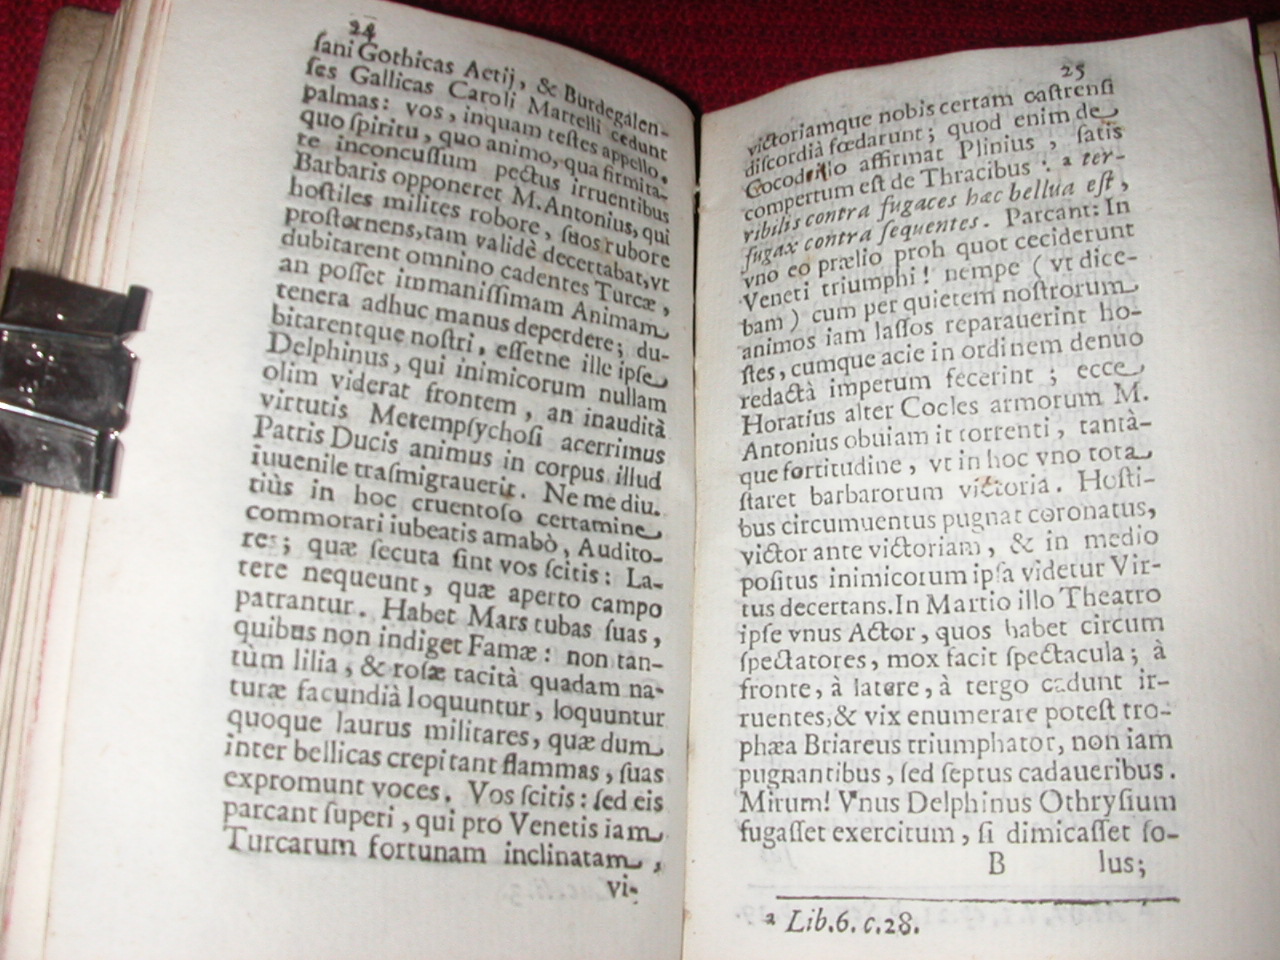 24
ſani Gothicas Aetij, & Burdegalen-
ſes Gallicas Caroli Martelli cedunt
palmas: vos, inquam teſtes appello,
quo ſpiritu, quo animo, qua firmita-
te inconcuſſum pectus irruentibus
Barbaris opponeret M. Antonius, qui
hoſtiles milites robore, ſuos rubore
proſternens, tam validè decertabat, vt
dubitarent omnino cadentes Turcæ,
an poſſet immaniſſimam Animam
tenera adhuc manus deperdere; du-
bitarentque noſtri, eſſetne ille ipſe
Delphinus, qui inimicorum nullam
olim viderat frontem, an inaudità
virtutis Metempſychoſi acerrimus
Patris Ducis animus in corpus illud
iuuenile traſmigrauerit. Ne me diu-
tiùs in hoc cruentoſo certamine
commorari iubeatis amabò, Audito-
res; quæ ſecuta ſint vos ſcitis: La-
tere nequeunt, quæ aperto campo
patrantur. Habet Mars tubas ſuas,
quibus non indiget Famæ: non tan-
tùm lilia, & roſæ tacità quadam na-
turæ facundià loquuntur, loquuntur
quoque laurus militares, quæ dum
inter bellicas crepitant flammas, ſuas
expromunt voces. Vos ſcitis: ſed eis
parcant ſuperi, qui pro Venetis iam
Turcarum fortunam inclinatam,
vi-
25
victoriamque nobis certam caſtrenſi
diſcordià fœdarunt; quod enim de
Cocodrilio affirmat Plinius, ſatis
compertum eſt de Thracibus: a ter-
ribilis contra fugaces hæc bellua eſt,
fugax contra ſequentes. Parcant: In
vno eo prælio proh quot ceciderunt
Veneti triumphi! nempe (vt dice-
bam) cum per quietem noſtrorum
animos iam laſſos reparauerint ho-
ſtes, cumque acie in ordinem denuo
redactà impetum fecerint; ecce
Horatius alter Cocles armorum M.
Antonius obuiam it torrenti, tantà-
que fortitudine, vt in hoc vno tota
ſtaret barbarorum victoria. Hoſti-
bus circumuentus pugnat coronatus,
victor ante victoriam, & in medio
poſitus inimicorum ipſa videtur Vir-
tus decertans. In Martio illo Theatro
ipſe vnus Actor, quos habet circum
ſpectatores, mox facit ſpectacula; à
fronte, à latere, à tergo cadunt ir-
ruentes, & vix enumerare poteſt tro-
phæa Briareus triumphator, non iam
pugnantibus, ſed ſeptus cadaueribus.
Mirum! Vnus Delphinus Othryſium
fugaſſet exercitum, ſi dimicaſſet ſo-
B lus;
a Lib.6. c.28.